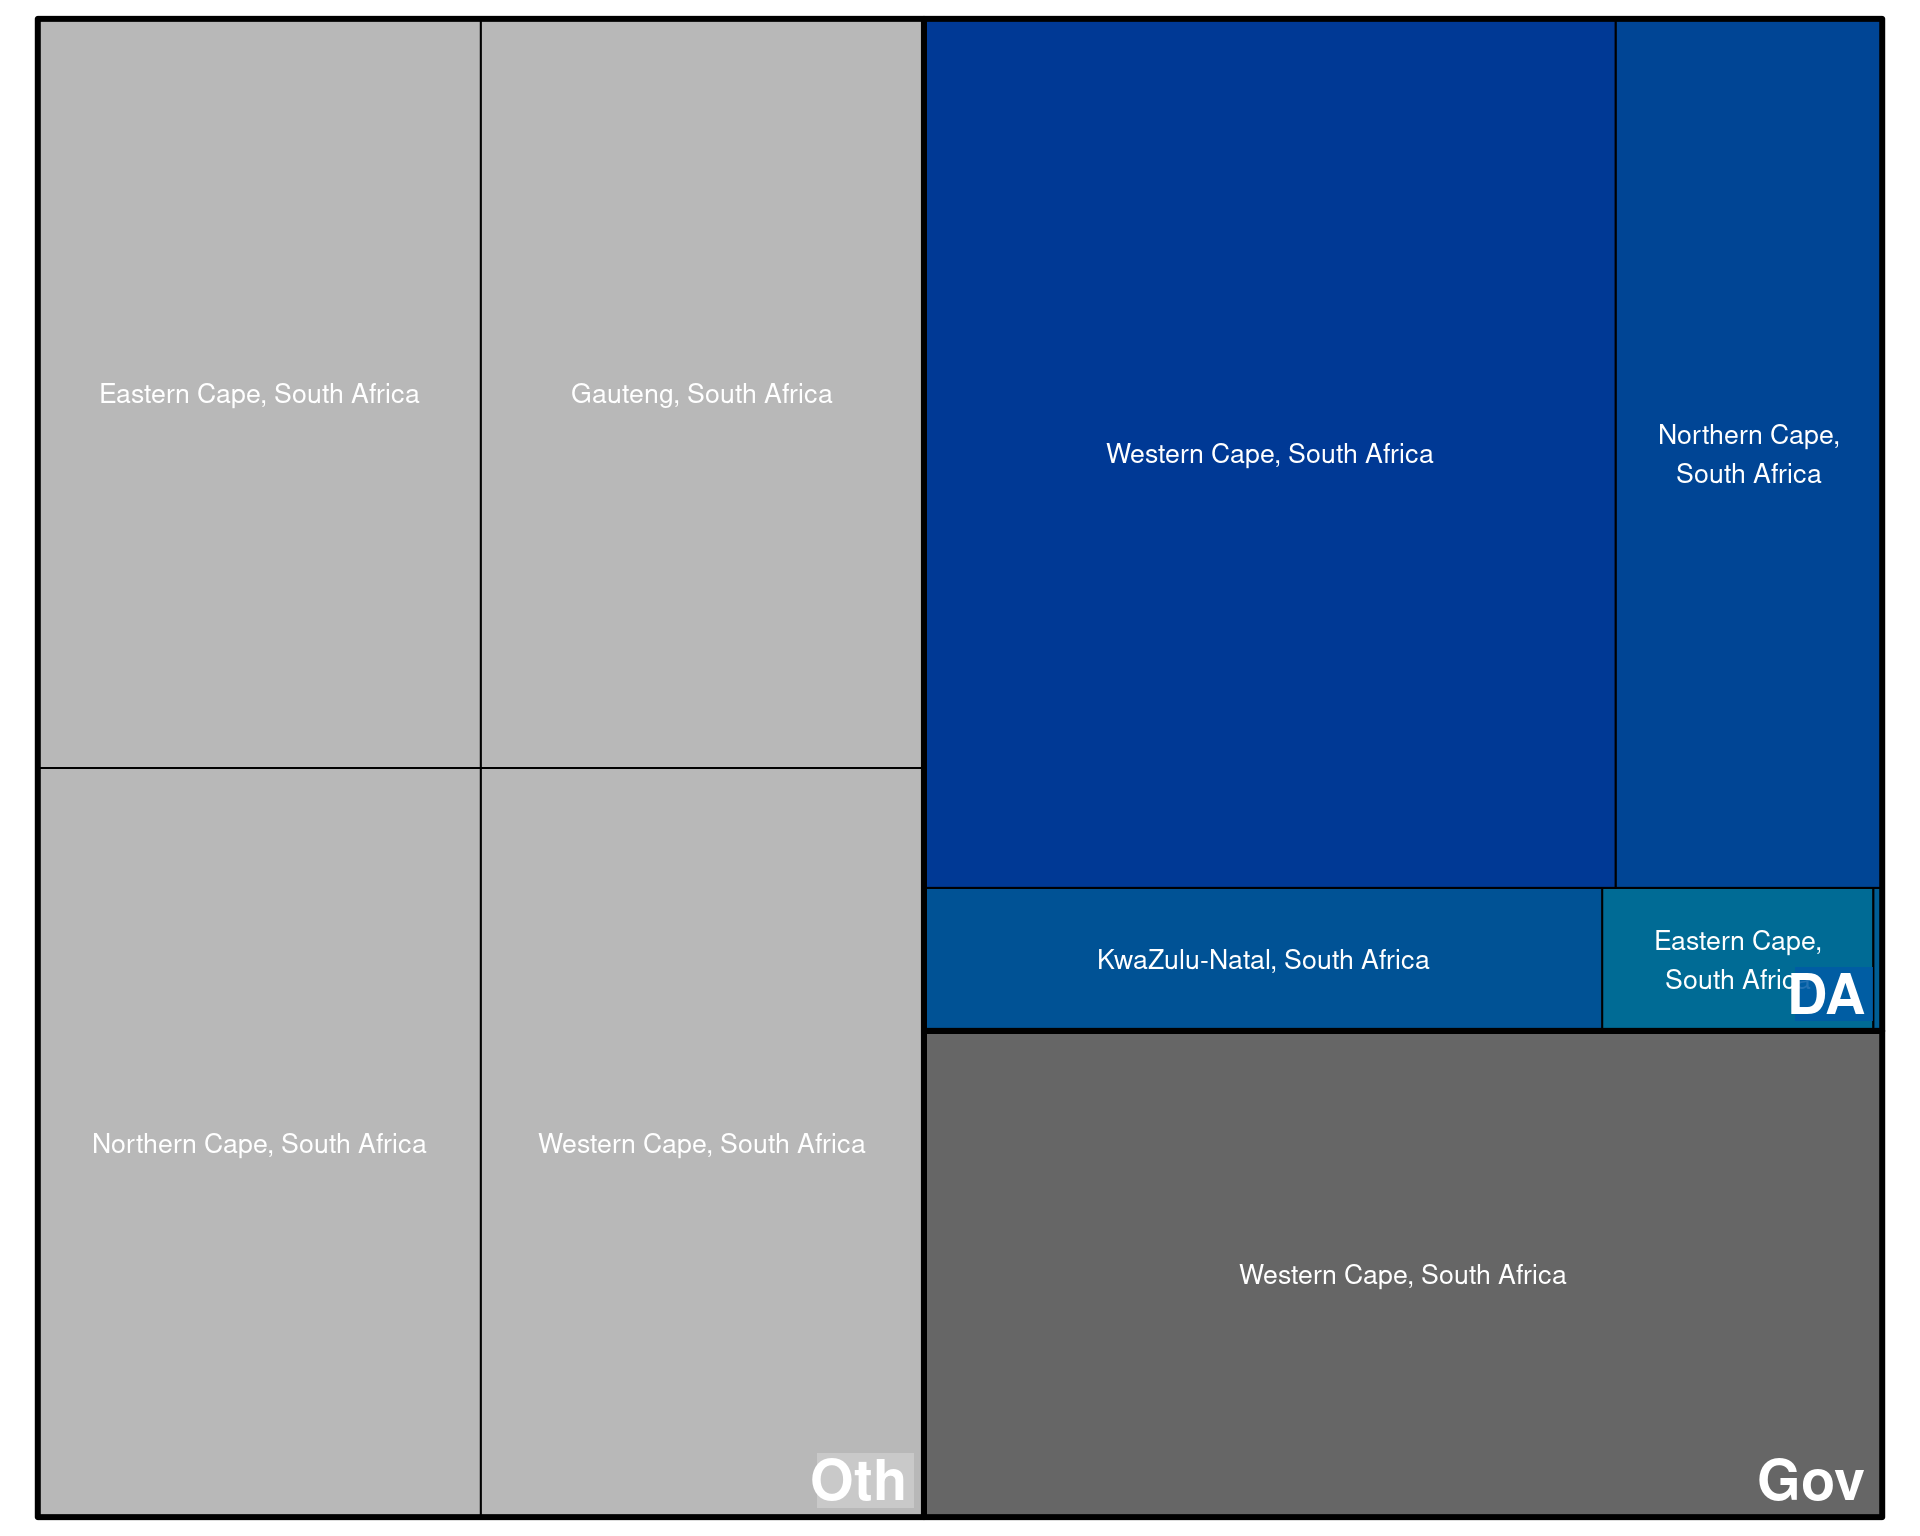 Eastern Cape, South Africa
Gauteng, South Africa
Northern Cape, South Africa
Western Cape, South Africa
Oth
Western Cape, South Africa
Northern Cape,
South Africa
KwaZulu-Natal, South Africa
Eastern Cape,
South Africa
DA
Western Cape, South Africa
Gov